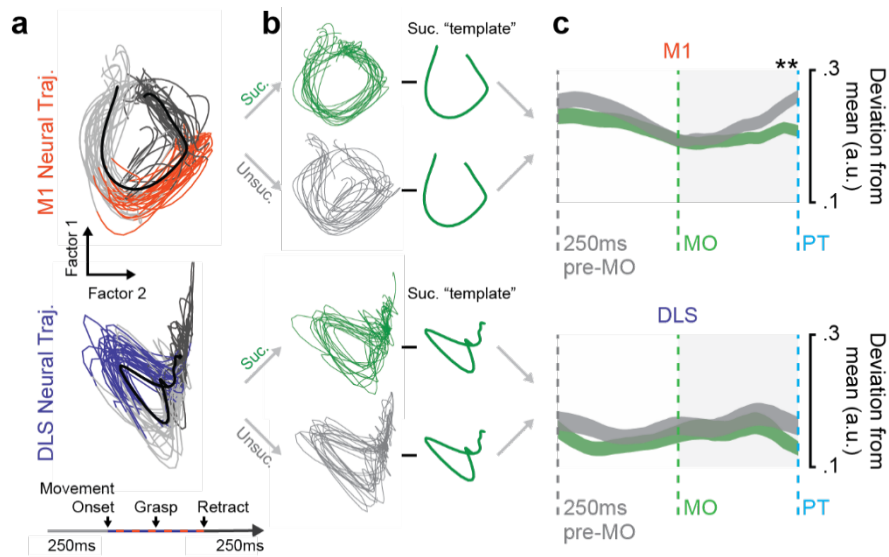 a
M1 Neural Traj.
Factor 1
Factor 2
DLS Neural Traj.
Movement
Onset
Grasp
Retract
250ms
250ms
b
Suc. "template"
Suc.
Unsuc.
Suc. "template"
Suc.
Unsuc.
c
M1
**
.3
.1
Deviation from
mean (a.u.)
250ms
pre-MO
MO
PT
DLS
.3
.1
Deviation from
mean (a.u.)
250ms
pre-MO
MO
PT